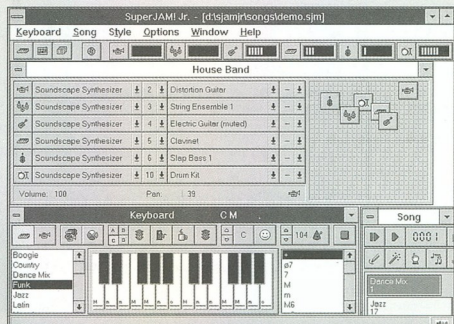 SuperJAM! Jr. - [d:\sjamjr\songs\demo.sjm]
Keyboard Song Style Options Window Help
House Band
Soundscape Synthesizer 2 Distortion Guitar
Soundscape Synthesizer 3 String Ensemble 1
Soundscape Synthesizer 4 Electric Guitar (muted)
Soundscape Synthesizer 5 Clavinet
Soundscape Synthesizer 6 Slap Bass 1
Soundscape Synthesizer 10 Drum Kit
Volume: 100 Pan: 39
Keyboard C M
Song
A B
C D
C
104
0001
Boogie
Country
Dance Mix
Funk
Jazz
Latin
ø7
7
M
m
M6
Dance Mix
1
Jazz
17